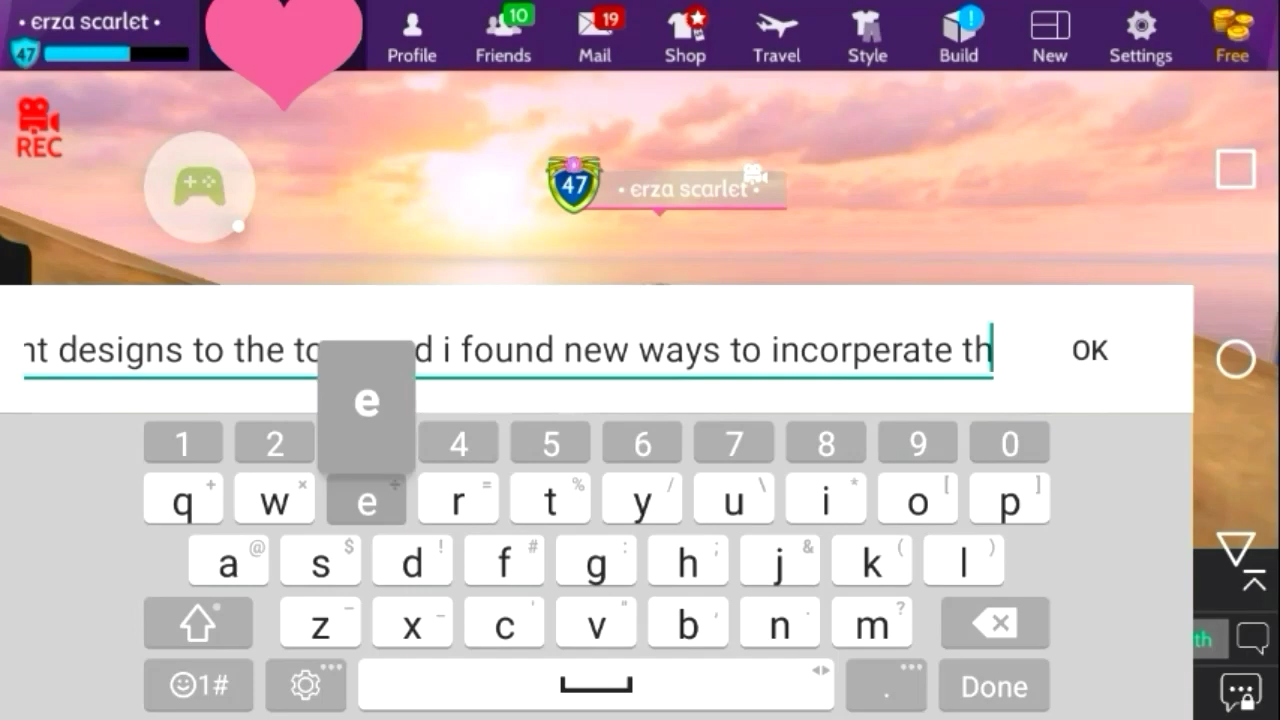 • erza scarlet •
47
10
19
!
Profile
Friends
Mail
Shop
Travel
Style
Build
New
Settings
Free
REC
47
• erza scarlet •
nt designs to the to
d i found new ways to incorperate th
OK
e
1 2 4 5 6 7 8 9 0
q + w × e ÷ r = t % y / u \ i * o [ p ]
a @ s $ d ! f # g : h ; j & k ( l )
z - x _ c ' v " b , n . m ?
1# . Done
th